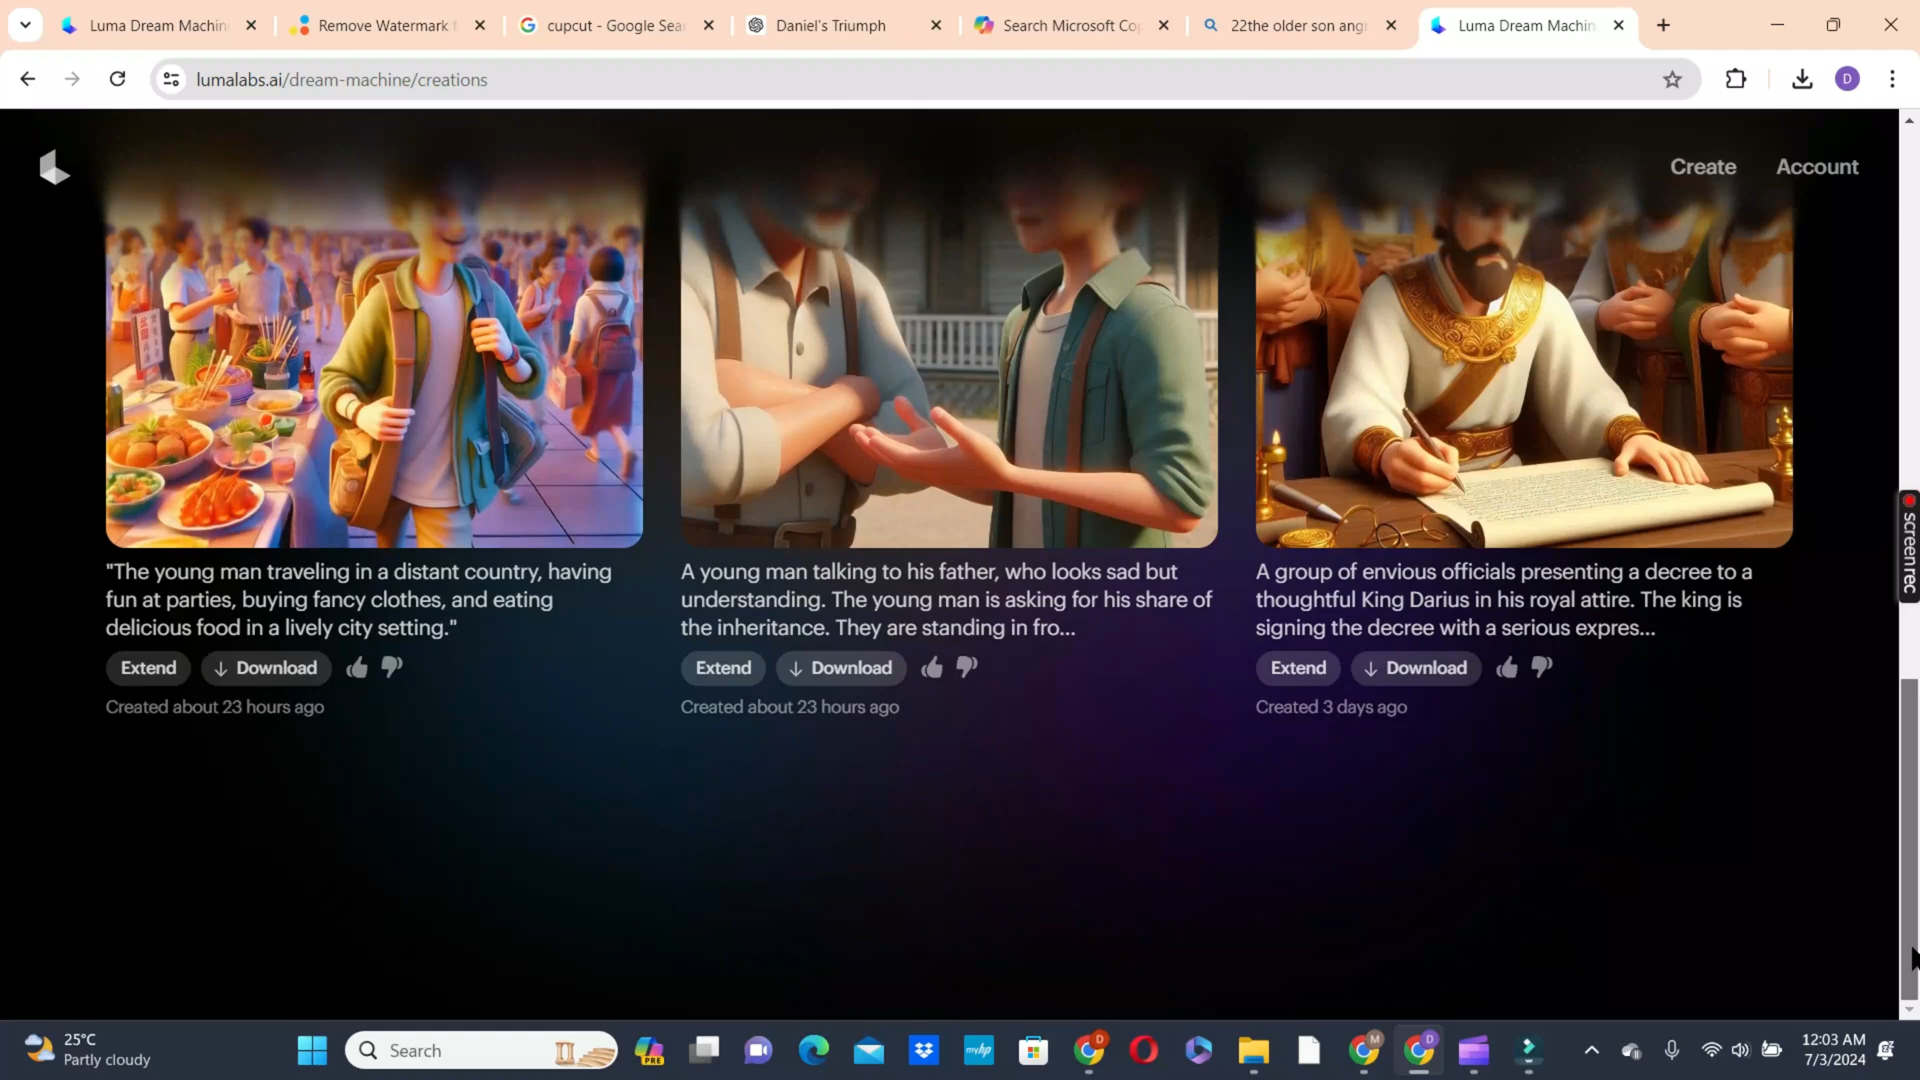 Luma Dream Machin
Remove Watermark f
cupcut - Google Sear
Daniel's Triumph
Search Microsoft Cop
22the older son angr
Luma Dream Machin
lumalabs.ai/dream-machine/creations
D
Create
Account
"The young man traveling in a distant country, having
fun at parties, buying fancy clothes, and eating
delicious food in a lively city setting."
Extend
Download
Created about 23 hours ago
A young man talking to his father, who looks sad but
understanding. The young man is asking for his share of
the inheritance. They are standing in fro...
Extend
Download
Created about 23 hours ago
A group of envious officials presenting a decree to a
thoughtful King Darius in his royal attire. The king is
signing the decree with a serious expres...
Extend
Download
Created 3 days ago
screenrec
25°C
Partly cloudy
Search
PRE
myhp
D
M
D
12:03 AM
7/3/2024